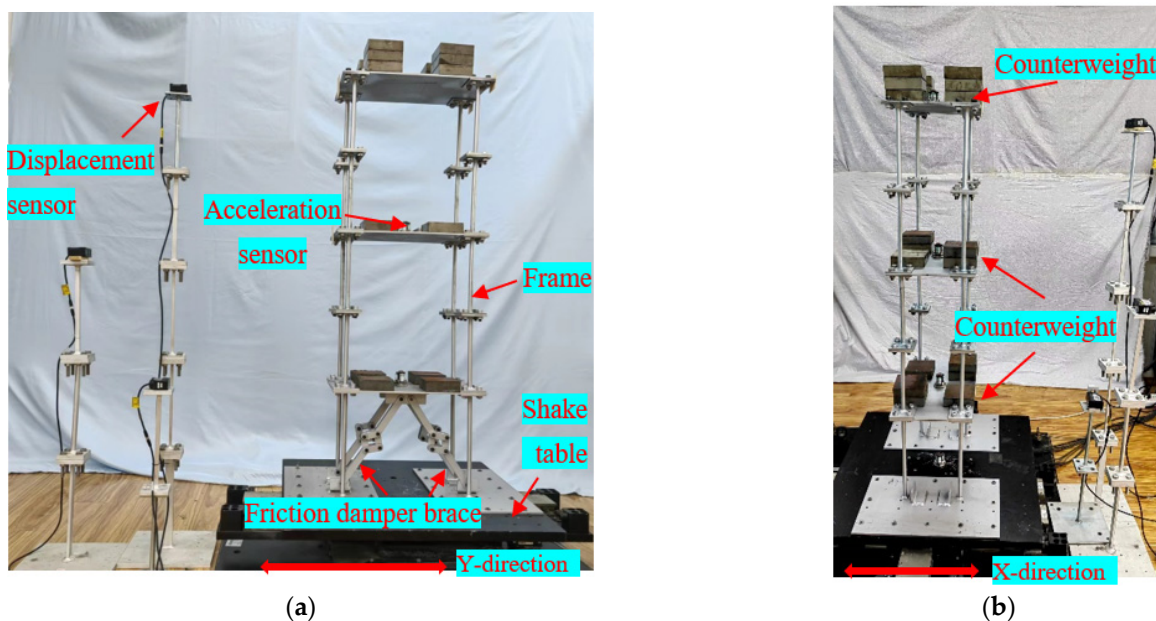 Displacement
sensor
Acceleration
sensor
Frame
Shake
table
Friction damper brace
Y-direction
(a)
Counterweight
Counterweight
X-direction
(b)